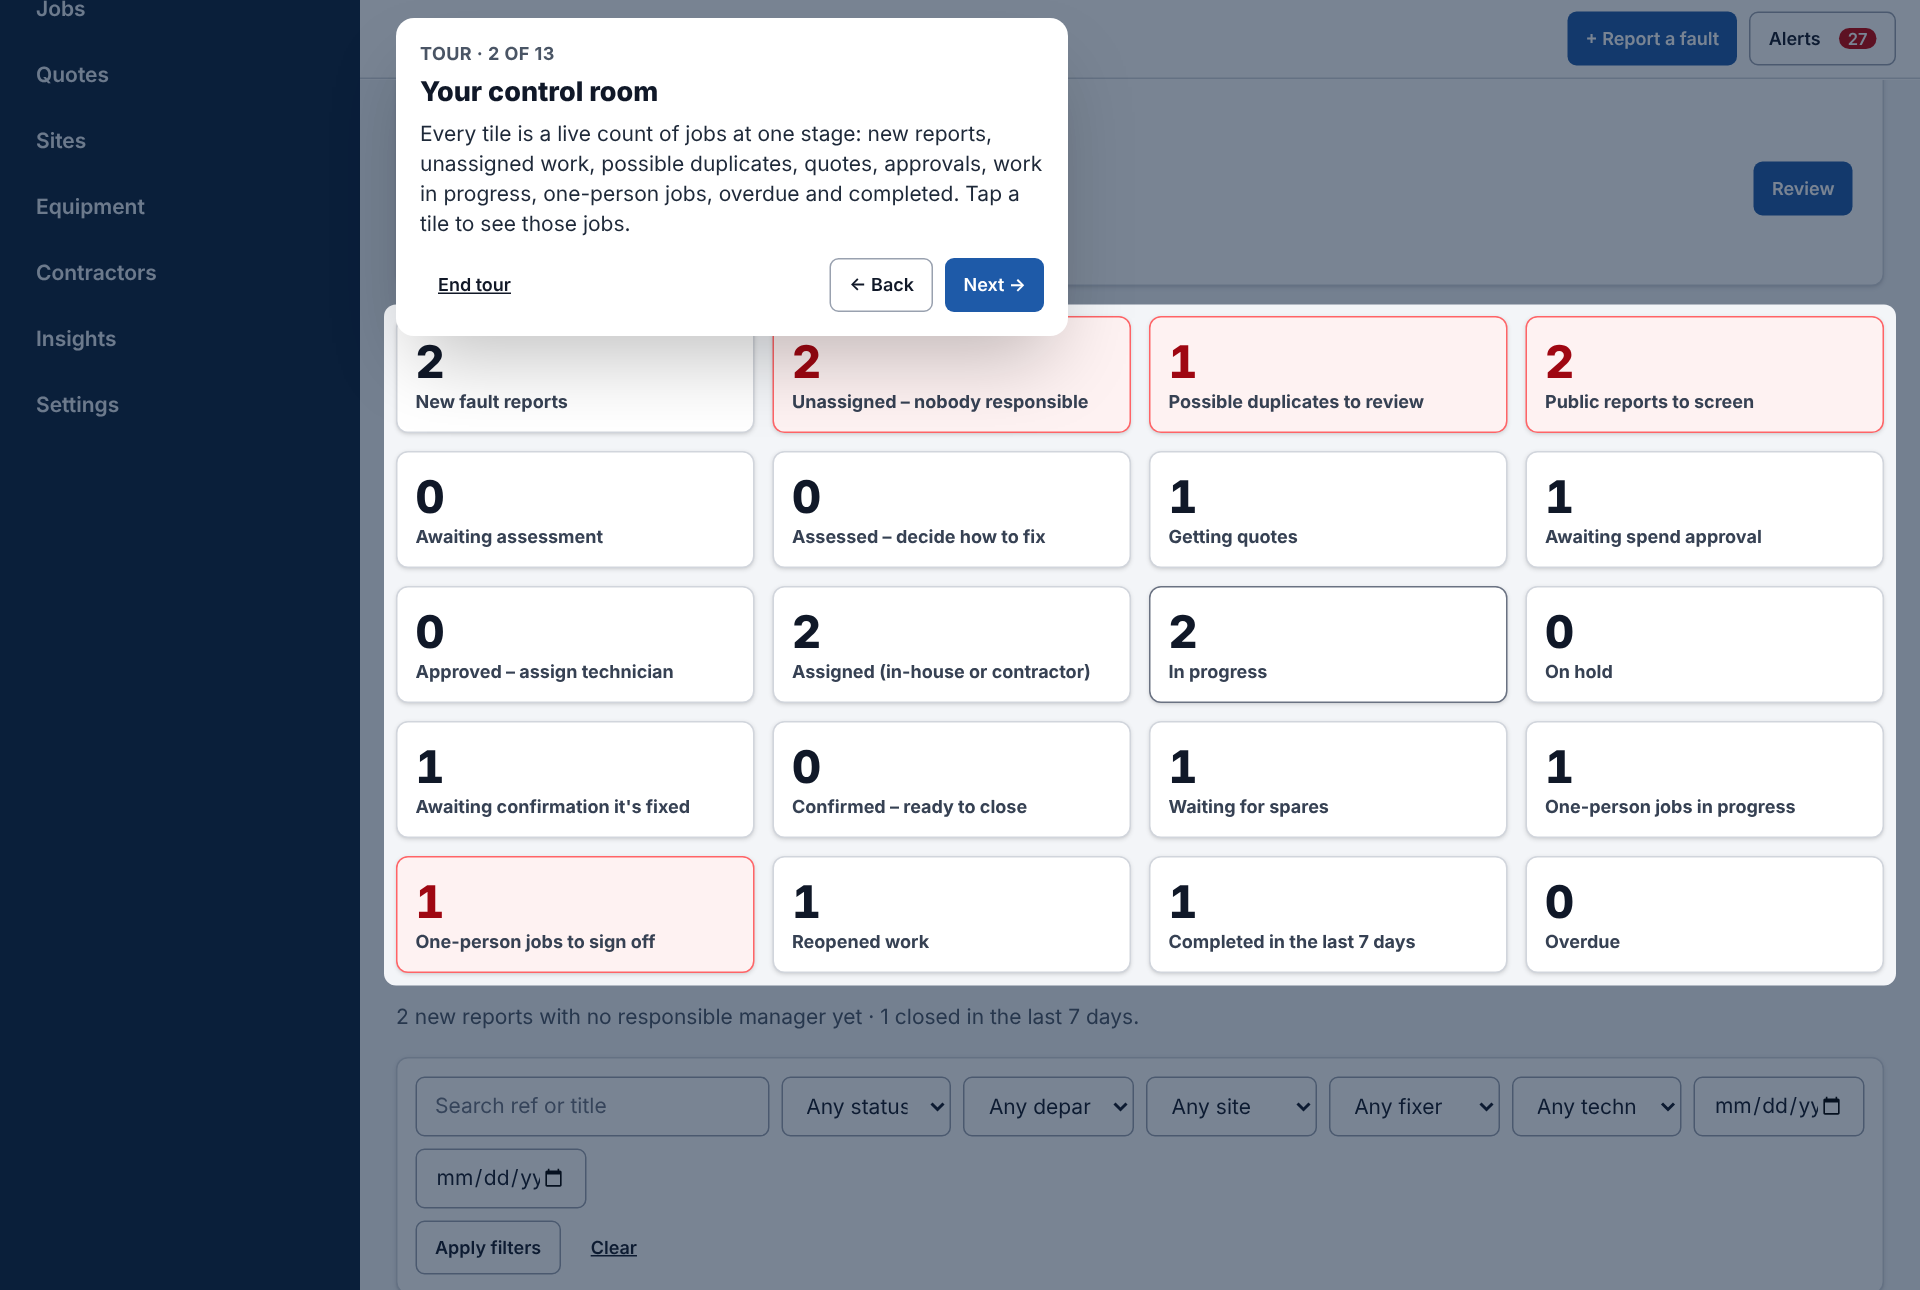 Jobs
Quotes
Sites
Equipment
Contractors
Insights
Settings
+ Report a fault
Alerts 27
TOUR · 2 OF 13
Your control room
Every tile is a live count of jobs at one stage: new reports,
unassigned work, possible duplicates, quotes, approvals, work
in progress, one-person jobs, overdue and completed. Tap a
tile to see those jobs.
End tour
← Back
Next →
Review
2
New fault reports
2
Unassigned – nobody responsible
1
Possible duplicates to review
2
Public reports to screen
0
Awaiting assessment
0
Assessed – decide how to fix
1
Getting quotes
1
Awaiting spend approval
0
Approved – assign technician
2
Assigned (in-house or contractor)
2
In progress
0
On hold
1
Awaiting confirmation it's fixed
0
Confirmed – ready to close
1
Waiting for spares
1
One-person jobs in progress
1
One-person jobs to sign off
1
Reopened work
1
Completed in the last 7 days
0
Overdue
2 new reports with no responsible manager yet · 1 closed in the last 7 days.
Search ref or title
Any status
Any depar
Any site
Any fixer
Any techn
mm/dd/yy
mm/dd/yy
Apply filters
Clear